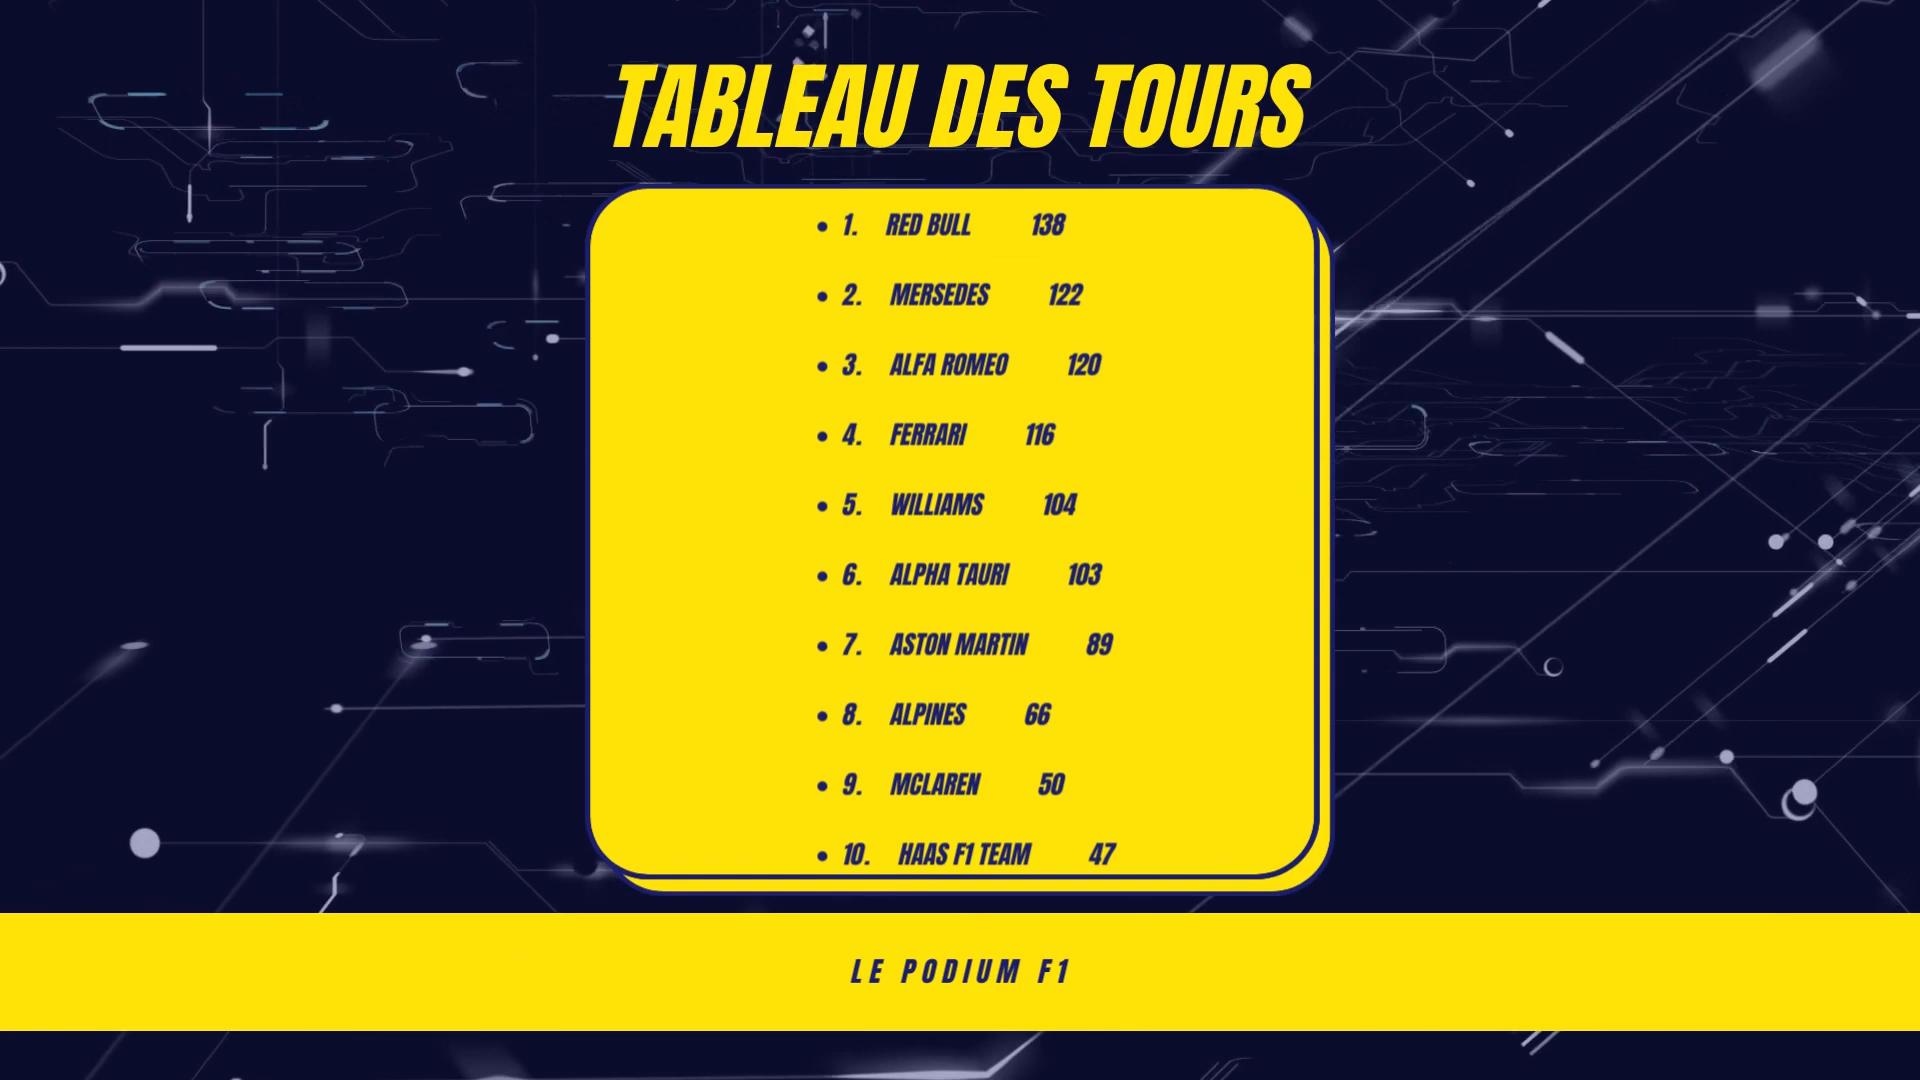 TABLEAU DES TOURS
• 1. RED BULL 138
• 2. MERSEDES 122
• 3. ALFA ROMEO 120
• 4. FERRARI 116
• 5. WILLIAMS 104
• 6. ALPHA TAURI 103
• 7. ASTON MARTIN 89
• 8. ALPINES 66
• 9. MCLAREN 50
• 10. HAAS F1 TEAM 47
LE PODIUM F1